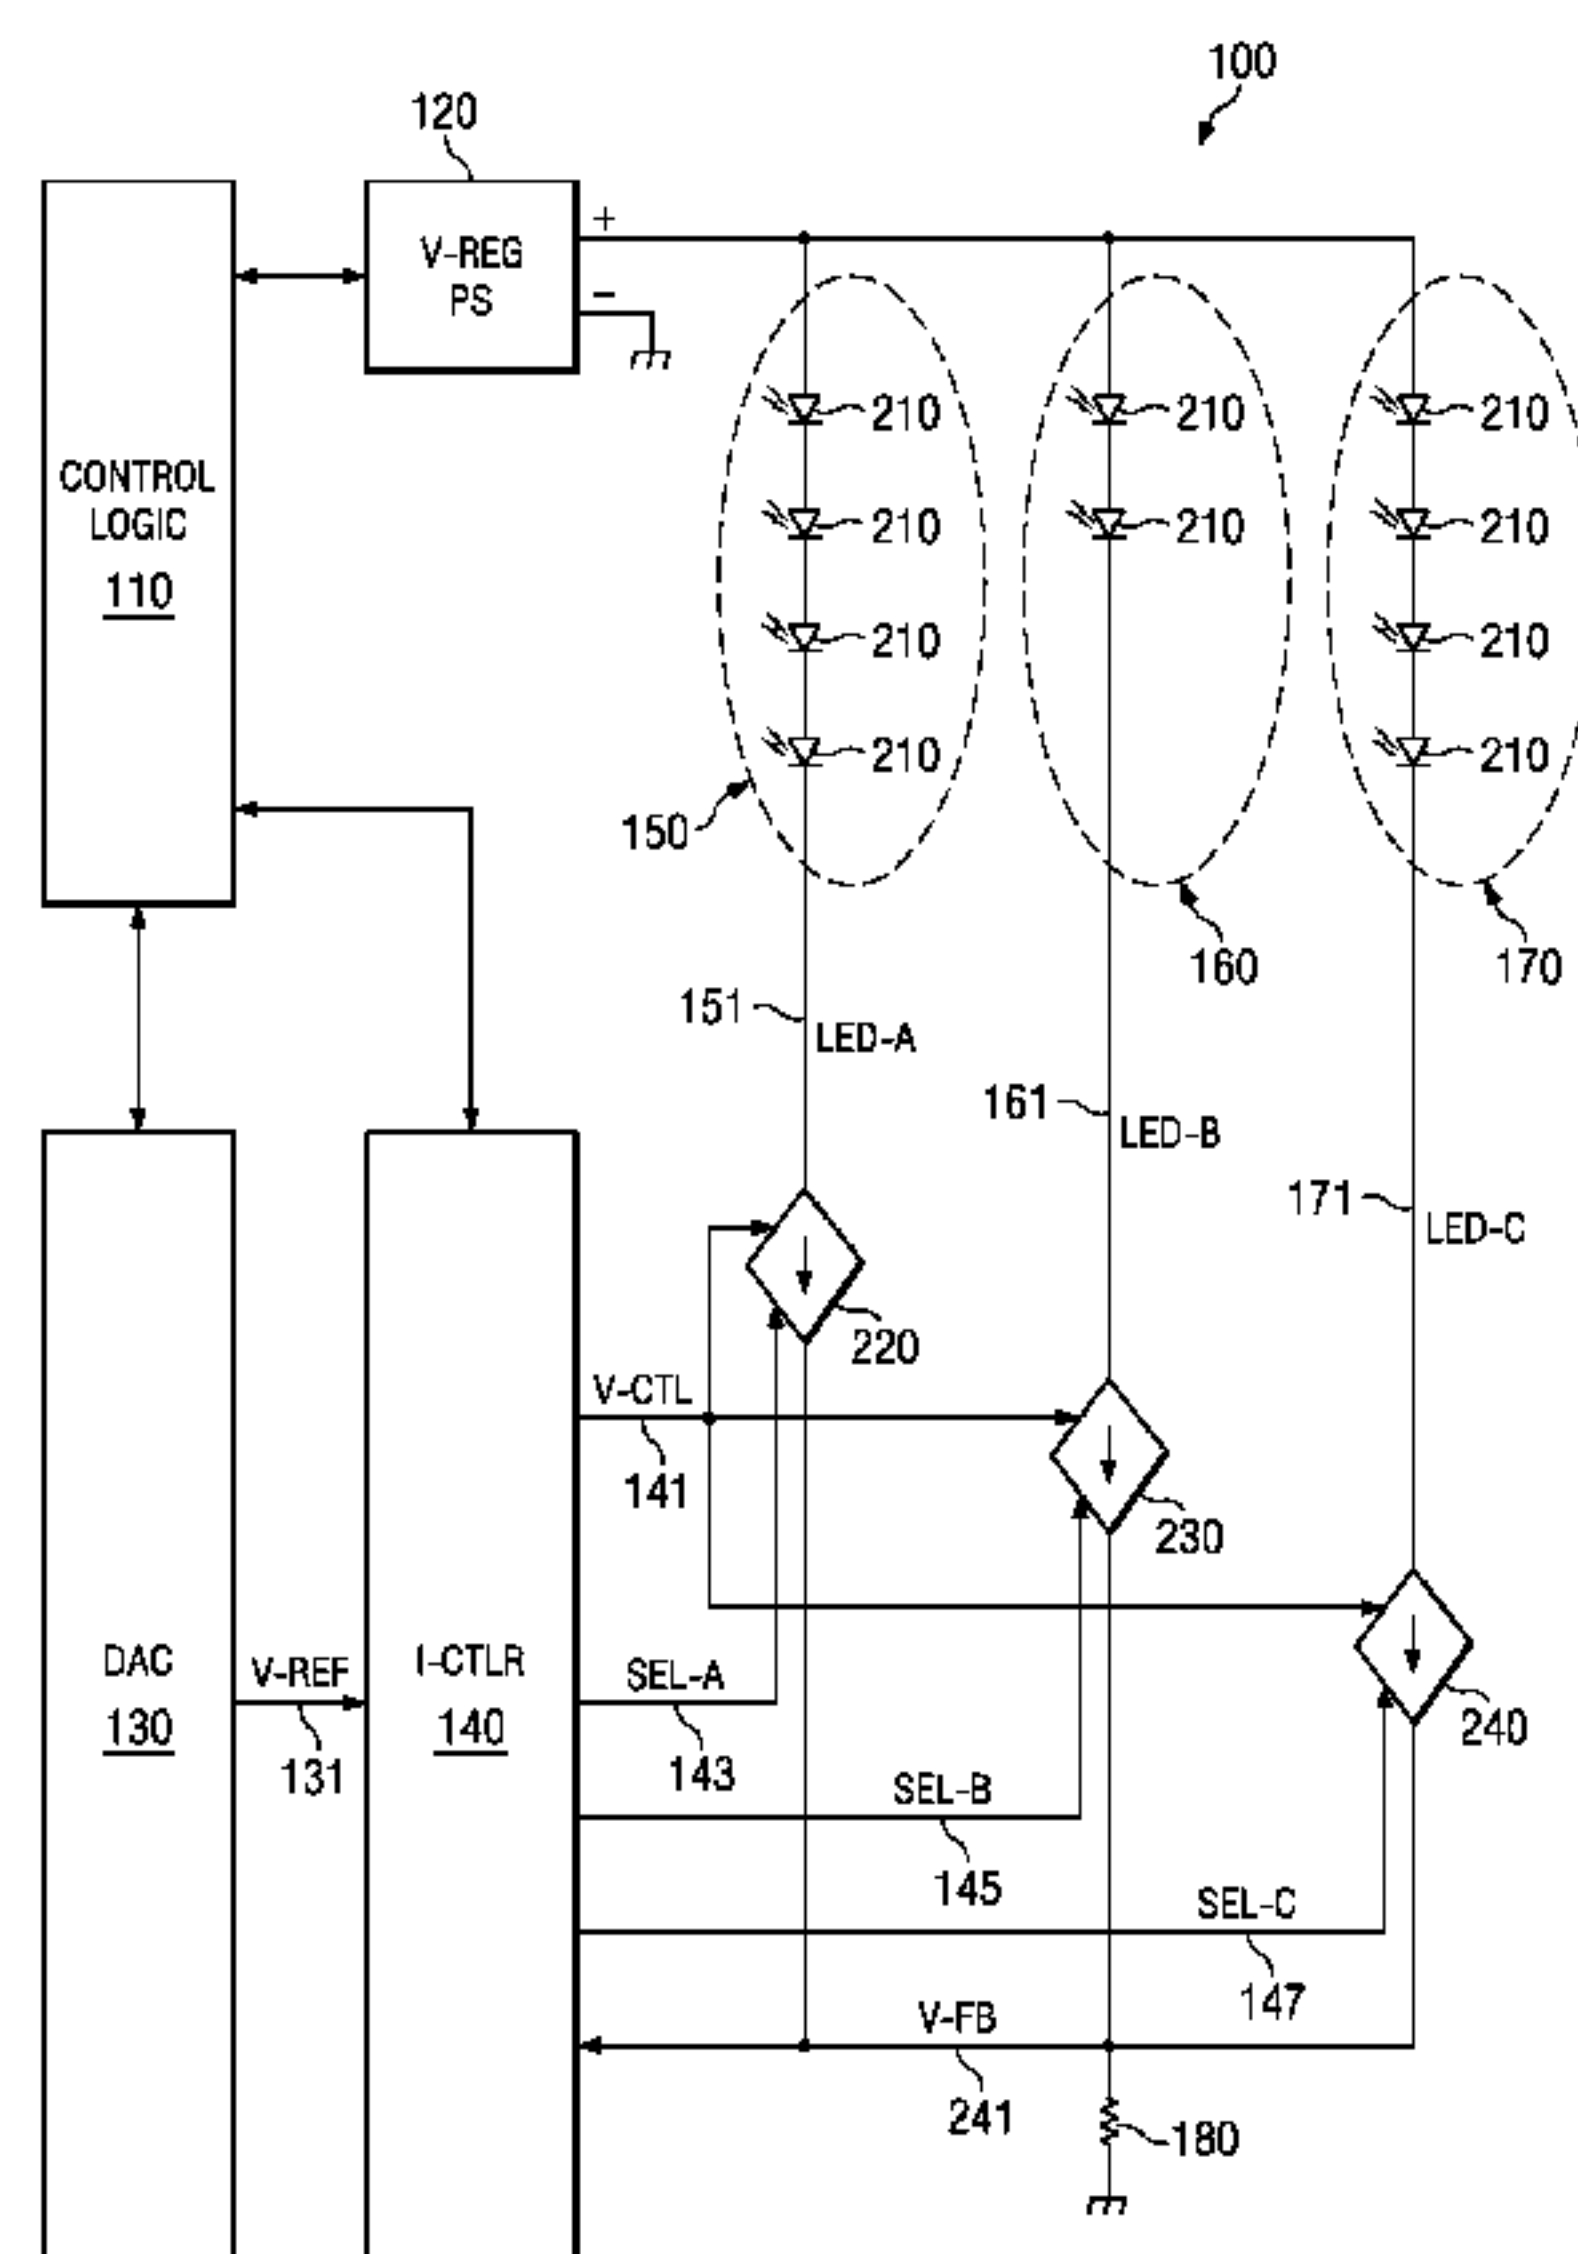 100
120
V-REG
PS
+
−
CONTROL
LOGIC
110
210
210
210
210
210
210
210
210
210
210
150
160
170
151
LED-A
161
LED-B
171
LED-C
220
V-CTL
141
230
DAC
130
V-REF
131
I-CTLR
140
SEL-A
143
240
SEL-B
145
SEL-C
147
V-FB
241
180